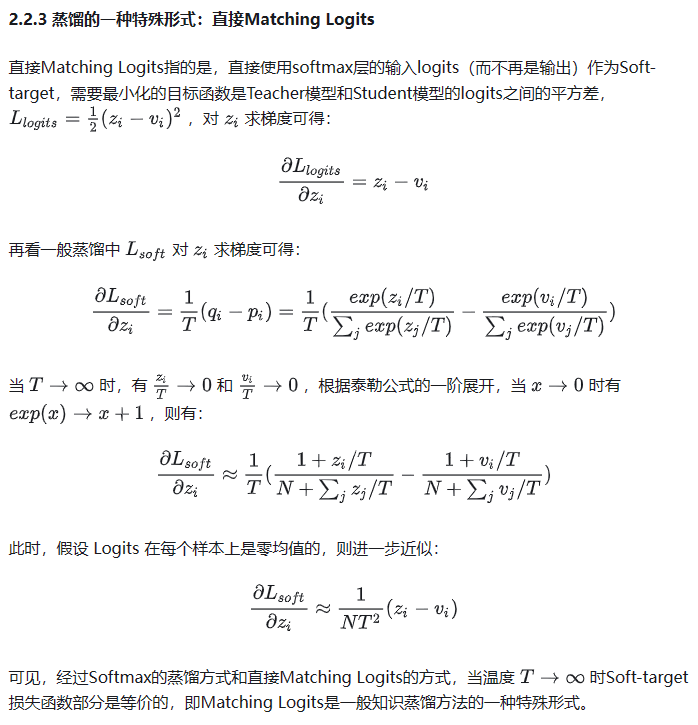 2.2.3 蒸馏的一种特殊形式：直接Matching Logits
直接Matching Logits指的是，直接使用softmax层的输入logits（而不再是输出）作为Soft-
target，需要最小化的目标函数是Teacher模型和Student模型的logits之间的平方差，
$L_{logits} = \frac{1}{2}(z_i - v_i)^2$ ，对 $z_i$ 求梯度可得：
$\frac{\partial L_{logits}}{\partial z_i} = z_i - v_i$
再看一般蒸馏中 $L_{soft}$ 对 $z_i$ 求梯度可得：
$\frac{\partial L_{soft}}{\partial z_i} = \frac{1}{T}(q_i - p_i) = \frac{1}{T}(\frac{exp(z_i/T)}{\sum_j exp(z_j/T)} - \frac{exp(v_i/T)}{\sum_j exp(v_j/T)})$
当 $T \to \infty$ 时，有 $\frac{z_i}{T} \to 0$ 和 $\frac{v_i}{T} \to 0$ ，根据泰勒公式的一阶展开，当 $x \to 0$ 时有
$exp(x) \to x + 1$ ，则有：
$\frac{\partial L_{soft}}{\partial z_i} \approx \frac{1}{T}(\frac{1 + z_i/T}{N + \sum_j z_j/T} - \frac{1 + v_i/T}{N + \sum_j v_j/T})$
此时，假设 Logits 在每个样本上是零均值的，则进一步近似：
$\frac{\partial L_{soft}}{\partial z_i} \approx \frac{1}{NT^2}(z_i - v_i)$
可见，经过Softmax的蒸馏方式和直接Matching Logits的方式，当温度 $T \to \infty$ 时Soft-target
损失函数部分是等价的，即Matching Logits是一般知识蒸馏方法的一种特殊形式。